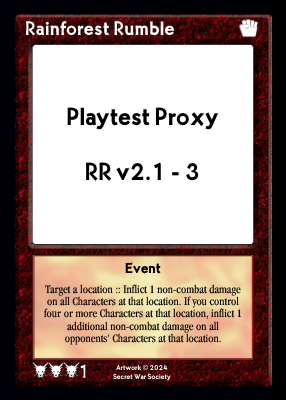 Rainforest Rumble
Playtest Proxy
RR v2.1 - 3
Event
Target a location :: Inflict 1 non-combat damage
on all Characters at that location. If you control
four or more Characters at that location, inflict 1
additional non-combat damage on all
opponents' Characters at that location.
1
Artwork © 2024
Secret War Society